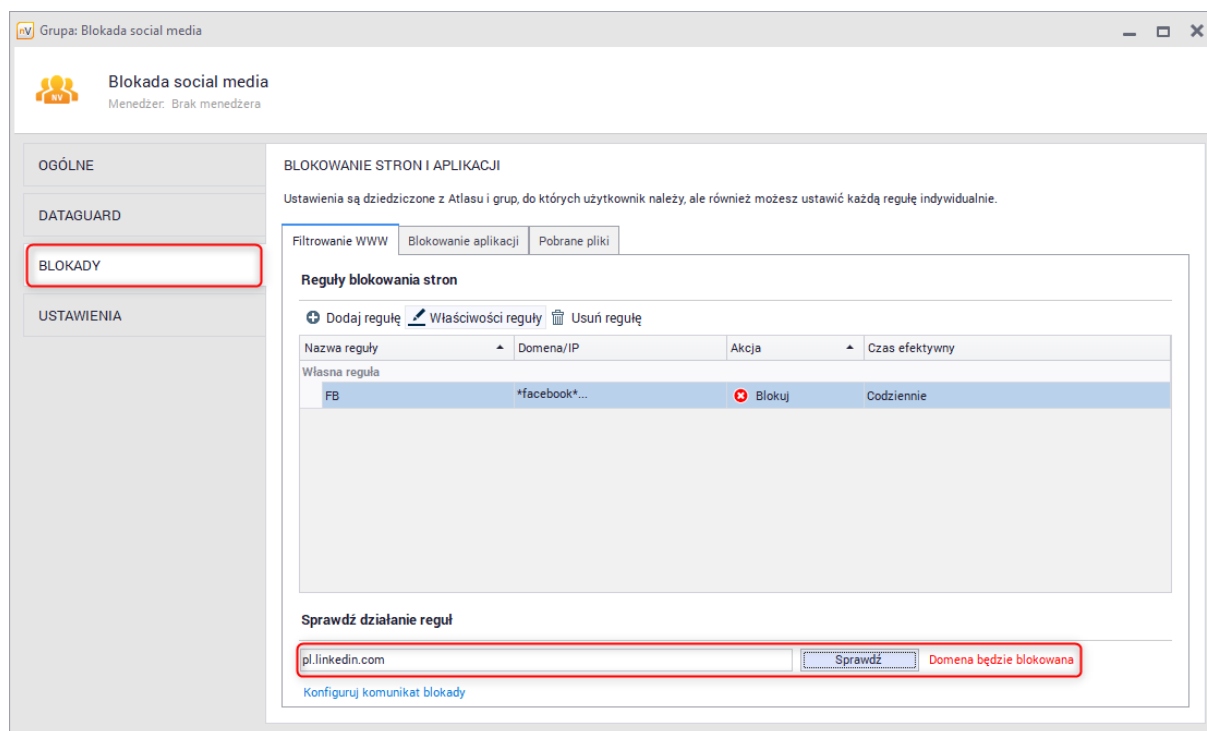 nV Grupa: Blokada social media
Blokada social media
NV
Menedżer: Brak menedżera
OGÓLNE
DATAGUARD
BLOKADY
USTAWIENIA
BLOKOWANIE STRON I APLIKACJI
Ustawienia są dziedziczone z Atlasu i grup, do których użytkownik należy, ale również możesz ustawić każdą regułę indywidualnie.
Filtrowanie WWW Blokowanie aplikacji Pobrane pliki
Reguły blokowania stron
Dodaj regułę Właściwości reguły Usuń regułę
Nazwa reguły Domena/IP Akcja Czas efektywny
Własna reguła
FB *facebook*... Blokuj Codziennie
Sprawdź działanie reguł
pl.linkedin.com Sprawdź Domena będzie blokowana
Konfiguruj komunikat blokady